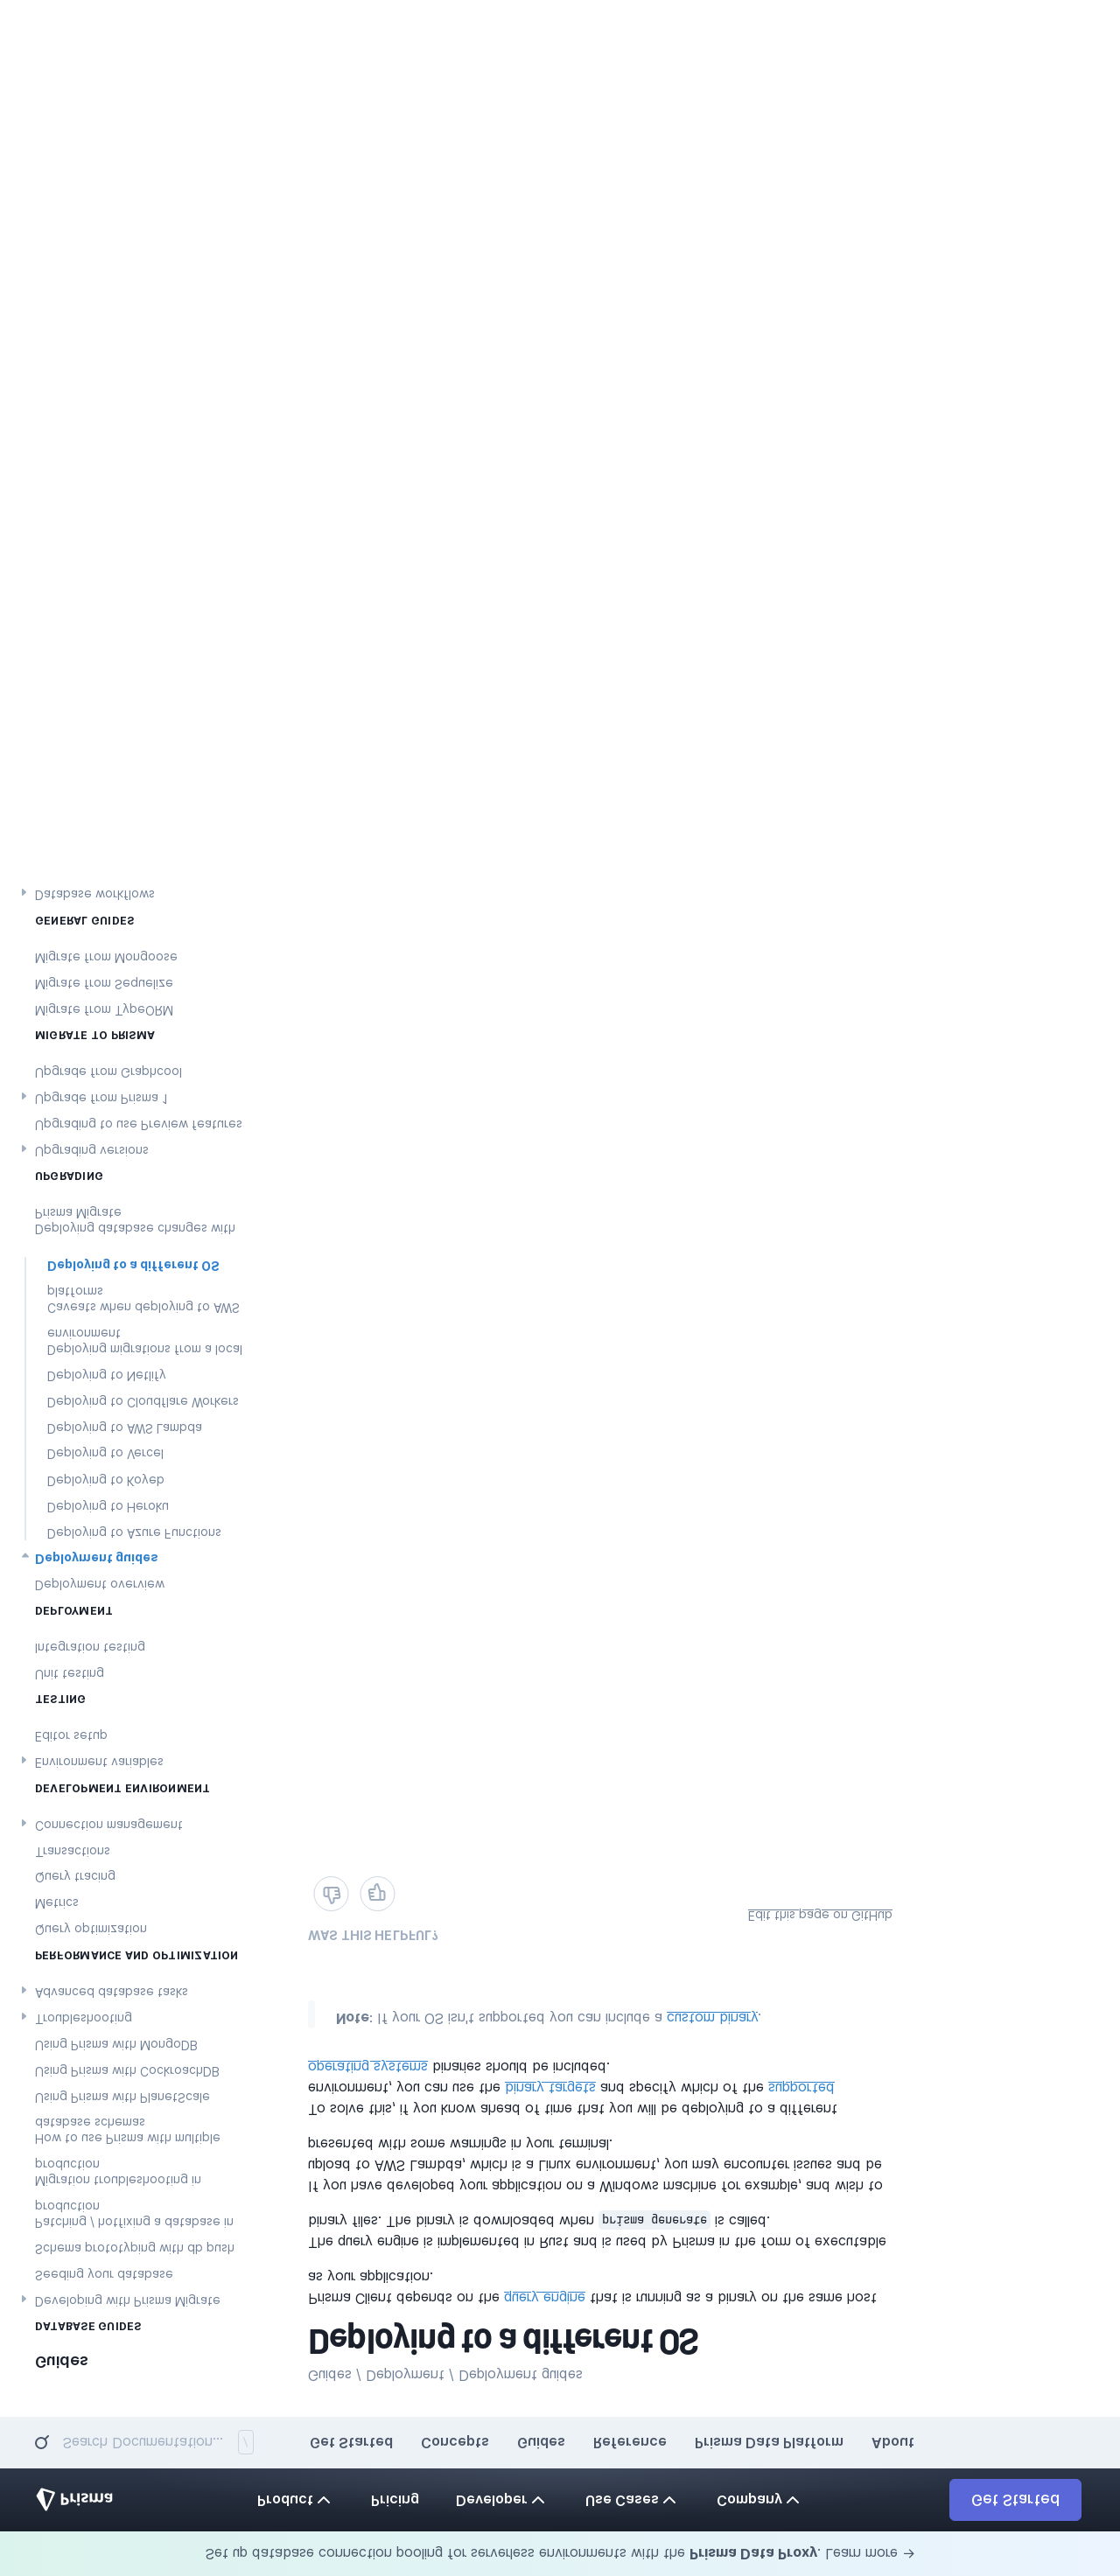 Set up database connection pooling for serverless environments with the Prisma Data Proxy. Learn more →
Prisma
Product
Pricing
Developer
Use Cases
Company
Get Started
Search Documentation... /
Get Started
Concepts
Guides
Reference
Prisma Data Platform
About
Guides
DATABASE GUIDES
Developing with Prisma Migrate
Seeding your database
Schema prototyping with db push
Patching / hotfixing a database in
production
Migration troubleshooting in
production
How to use Prisma with multiple
database schemas
Using Prisma with PlanetScale
Using Prisma with CockroachDB
Using Prisma with MongoDB
Troubleshooting
Advanced database tasks
PERFORMANCE AND OPTIMIZATION
Query optimization
Metrics
Query tracing
Transactions
Connection management
DEVELOPMENT ENVIRONMENT
Environment variables
Editor setup
TESTING
Unit testing
Integration testing
DEPLOYMENT
Deployment overview
Deployment guides
Deploying to Azure Functions
Deploying to Heroku
Deploying to Koyeb
Deploying to Vercel
Deploying to AWS Lambda
Deploying to Cloudflare Workers
Deploying to Netlify
Deploying migrations from a local
environment
Caveats when deploying to AWS
platforms
Deploying to a different OS
Deploying database changes with
Prisma Migrate
UPGRADING
Upgrading versions
Upgrading to use Preview features
Upgrade from Prisma 1
Upgrade from Graphcool
MIGRATE TO PRISMA
Migrate from TypeORM
Migrate from Sequelize
Migrate from Mongoose
GENERAL GUIDES
Database workflows
Guides / Deployment / Deployment guides
Deploying to a different OS
Prisma Client depends on the query engine that is running as a binary on the same host
as your application.
The query engine is implemented in Rust and is used by Prisma in the form of executable
binary files. The binary is downloaded when prisma generate is called.
If you have developed your application on a Windows machine for example, and wish to
upload to AWS Lambda, which is a Linux environment, you may encounter issues and be
presented with some warnings in your terminal.
To solve this, if you know ahead of time that you will be deploying to a different
environment, you can use the binary targets and specify which of the supported
operating systems binaries should be included.
Note: If your OS isn't supported you can include a custom binary.
WAS THIS HELPFUL?
Edit this page on GitHub